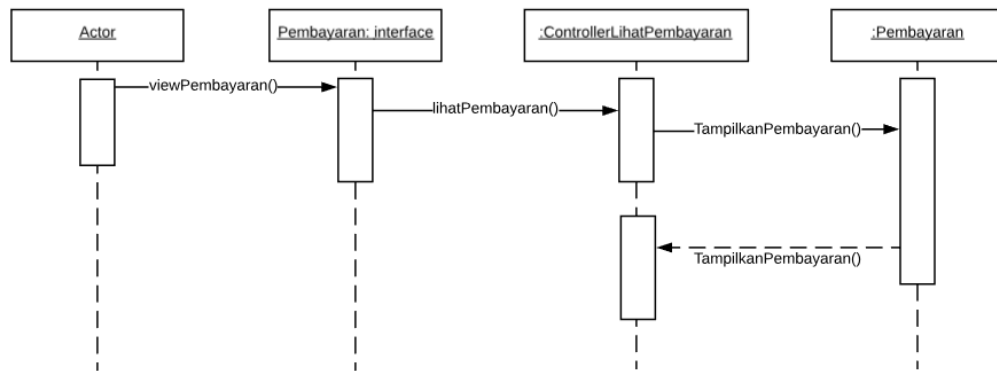 Actor
Pembayaran: interface
:ControllerLihatPembayaran
:Pembayaran
viewPembayaran()
lihatPembayaran()
TampilkanPembayaran()
TampilkanPembayaran()